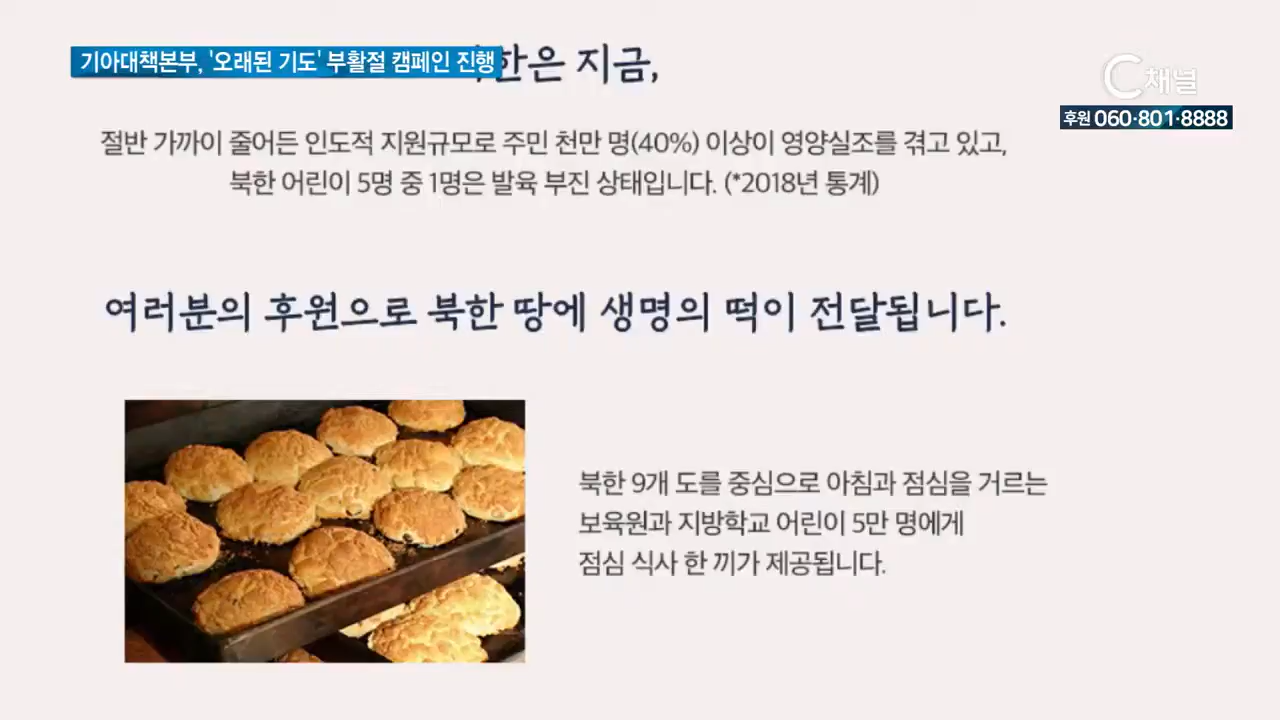 기아대책본부, '오래된 기도' 부활절 캠페인 진행
한은 지금,
C채널
후원 060·801·8888
절반 가까이 줄어든 인도적 지원규모로 주민 천만 명(40%) 이상이 영양실조를 겪고 있고,
북한 어린이 5명 중 1명은 발육 부진 상태입니다. (*2018년 통계)
여러분의 후원으로 북한 땅에 생명의 떡이 전달됩니다.
북한 9개 도를 중심으로 아침과 점심을 거르는
보육원과 지방학교 어린이 5만 명에게
점심 식사 한 끼가 제공됩니다.